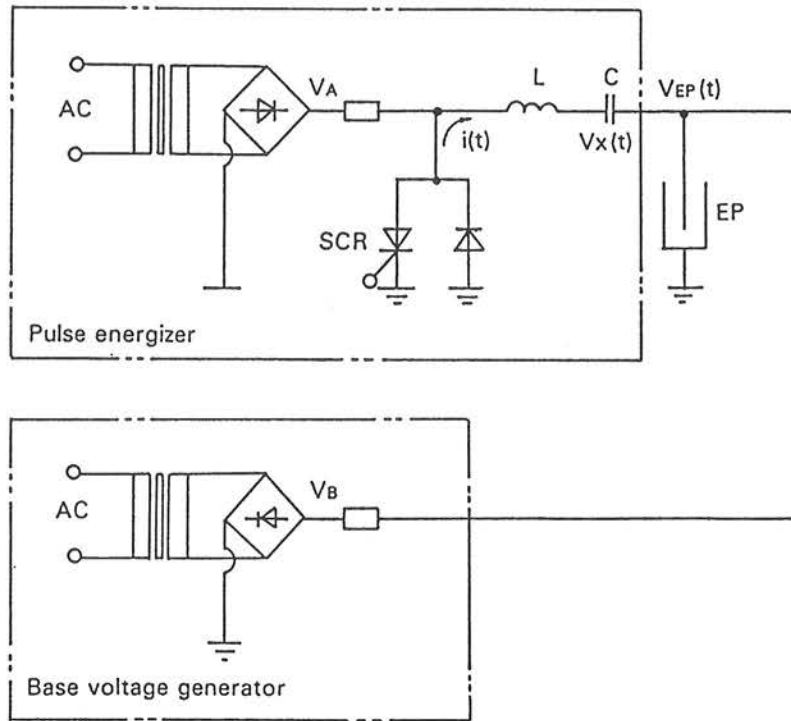 AC
VA
L
C
VEP(t)
i(t)
Vx(t)
SCR
EP
Pulse energizer
AC
VB
Base voltage generator